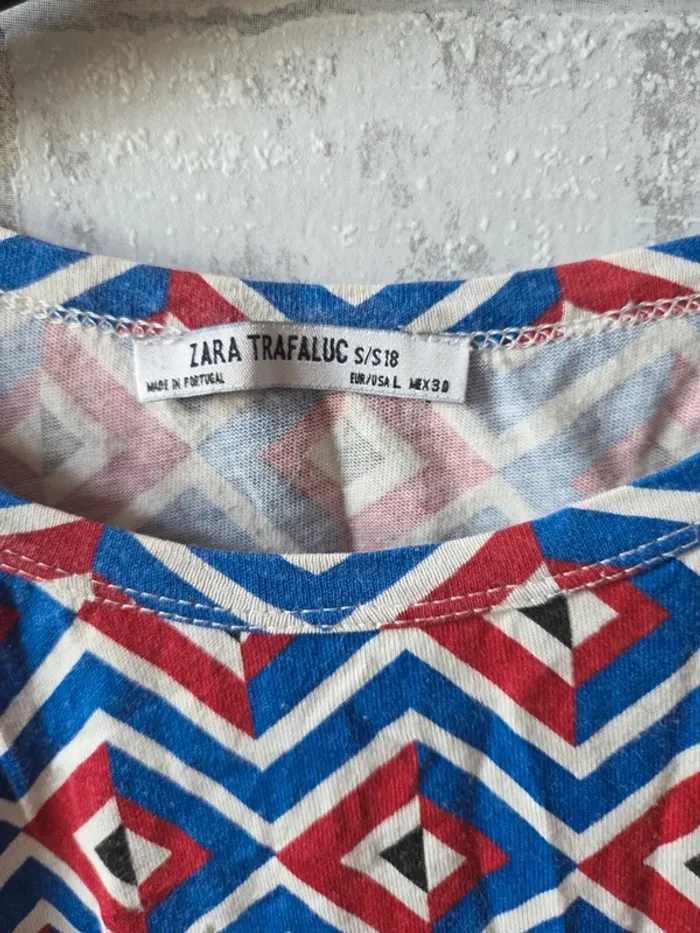 ZARA TRAFALUC S/S18
MADE IN PORTUGAL EUR/USA L MEX 30